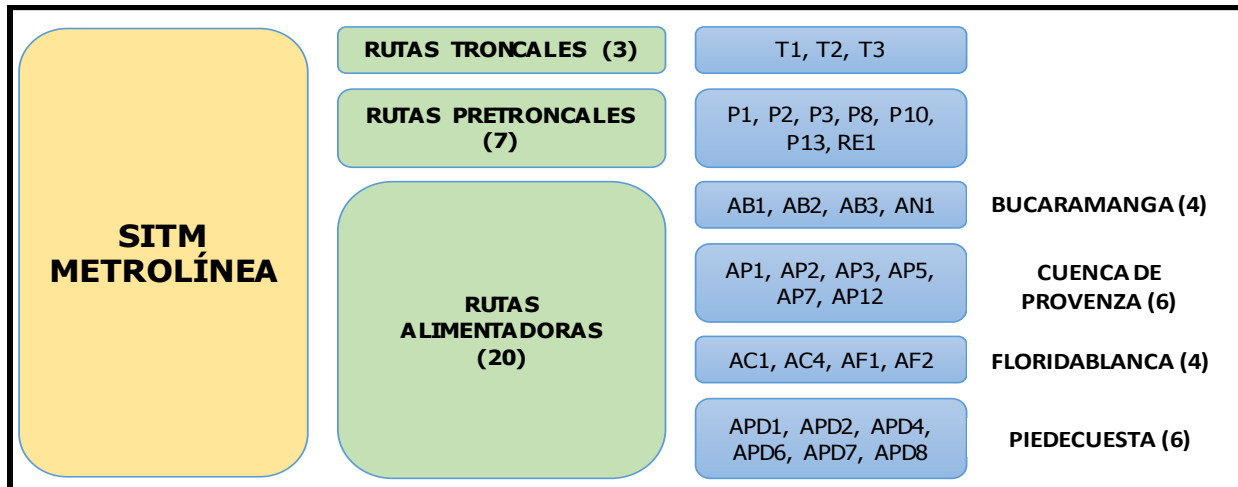 SITM
METROLÍNEA
RUTAS TRONCALES (3)
T1, T2, T3
RUTAS PRETRONCALES
(7)
P1, P2, P3, P8, P10,
P13, RE1
RUTAS
ALIMENTADORAS
(20)
AB1, AB2, AB3, AN1
BUCARAMANGA (4)
AP1, AP2, AP3, AP5,
AP7, AP12
CUENCA DE
PROVENZA (6)
AC1, AC4, AF1, AF2
FLORIDABLANCA (4)
APD1, APD2, APD4,
APD6, APD7, APD8
PIEDECUESTA (6)